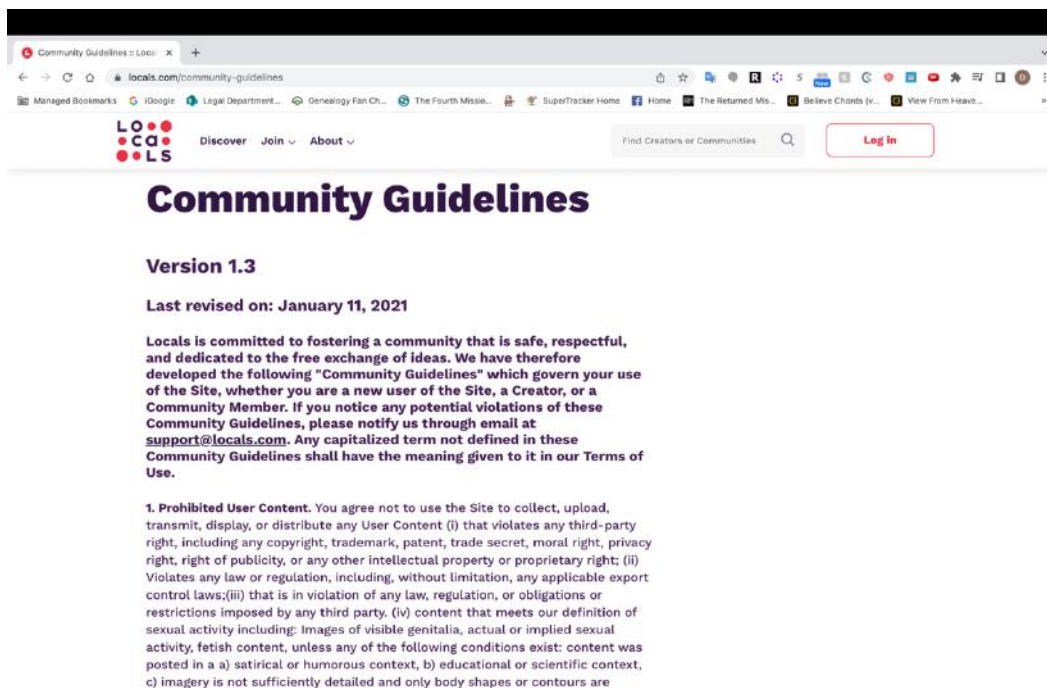 Community Guidelines :: Local
locals.com/community-guidelines
New
Managed Bookmarks iGoogle Legal Department... Genealogy Fan Ch... The Fourth Missio... SuperTracker Home Home The Returned Mis... Believe Chords (v... View From Heave...
LOCALS Discover Join About Find Creators or Communities Log in
Community Guidelines
Version 1.3
Last revised on: January 11, 2021
Locals is committed to fostering a community that is safe, respectful,
and dedicated to the free exchange of ideas. We have therefore
developed the following "Community Guidelines" which govern your use
of the Site, whether you are a new user of the Site, a Creator, or a
Community Member. If you notice any potential violations of these
Community Guidelines, please notify us through email at
support@locals.com. Any capitalized term not defined in these
Community Guidelines shall have the meaning given to it in our Terms of
Use.
1. Prohibited User Content. You agree not to use the Site to collect, upload,
transmit, display, or distribute any User Content (i) that violates any third-party
right, including any copyright, trademark, patent, trade secret, moral right, privacy
right, right of publicity, or any other intellectual property or proprietary right; (ii)
Violates any law or regulation, including, without limitation, any applicable export
control laws;(iii) that is in violation of any law, regulation, or obligations or
restrictions imposed by any third party. (iv) content that meets our definition of
sexual activity including: Images of visible genitalia, actual or implied sexual
activity, fetish content, unless any of the following conditions exist: content was
posted in a a) satirical or humorous context, b) educational or scientific context,
c) imagery is not sufficiently detailed and only body shapes or contours are